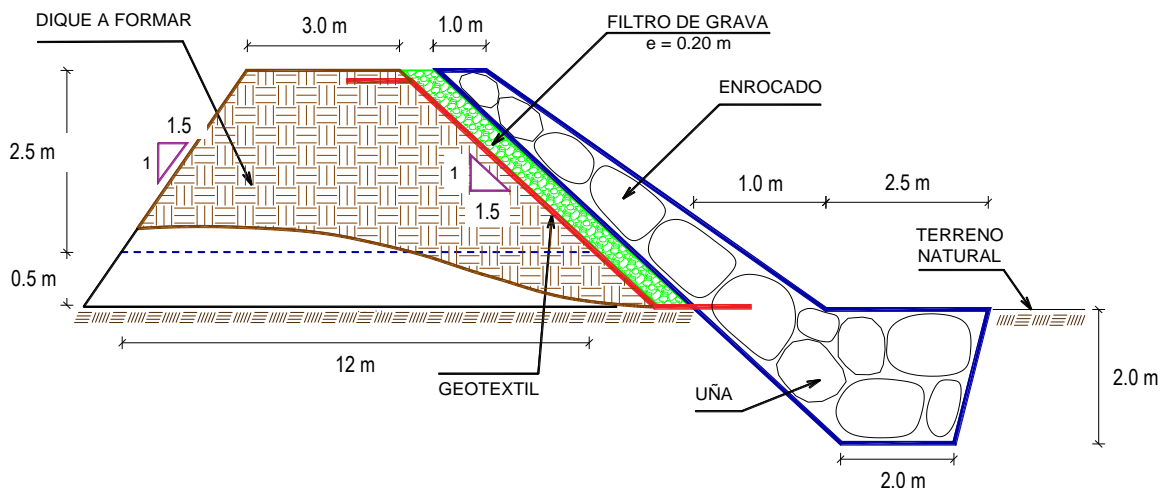 DIQUE A FORMAR
3.0 m
1.0 m
FILTRO DE GRAVA
e = 0.20 m
ENROCADO
1.5
1
2.5 m
1
1.5
1.0 m
2.5 m
TERRENO
NATURAL
0.5 m
12 m
GEOTEXTIL
UÑA
2.0 m
2.0 m